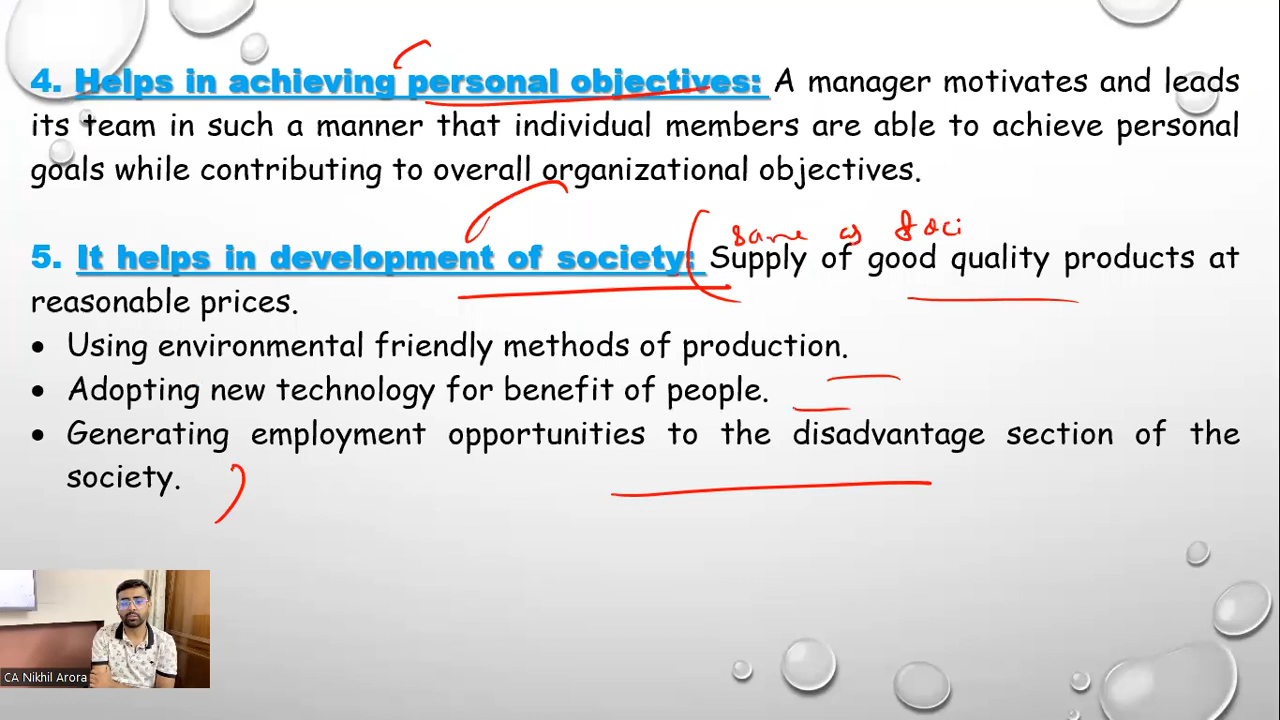 4. Helps in achieving personal objectives: A manager motivates and leads
its team in such a manner that individual members are able to achieve personal
goals while contributing to overall organizational objectives.
same as Soci
5. It helps in development of society: Supply of good quality products at
reasonable prices.
• Using environmental friendly methods of production.
• Adopting new technology for benefit of people.
• Generating employment opportunities to the disadvantage section of the
society.
CA Nikhil Arora